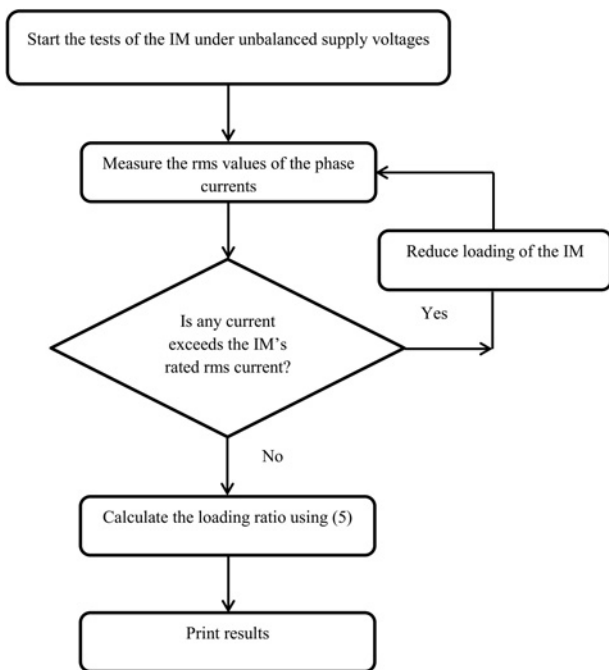 Start the tests of the IM under unbalanced supply voltages
Measure the rms values of the phase
currents
Reduce loading of the IM
Yes
Is any current
exceeds the IM's
rated rms current?
No
Calculate the loading ratio using (5)
Print results